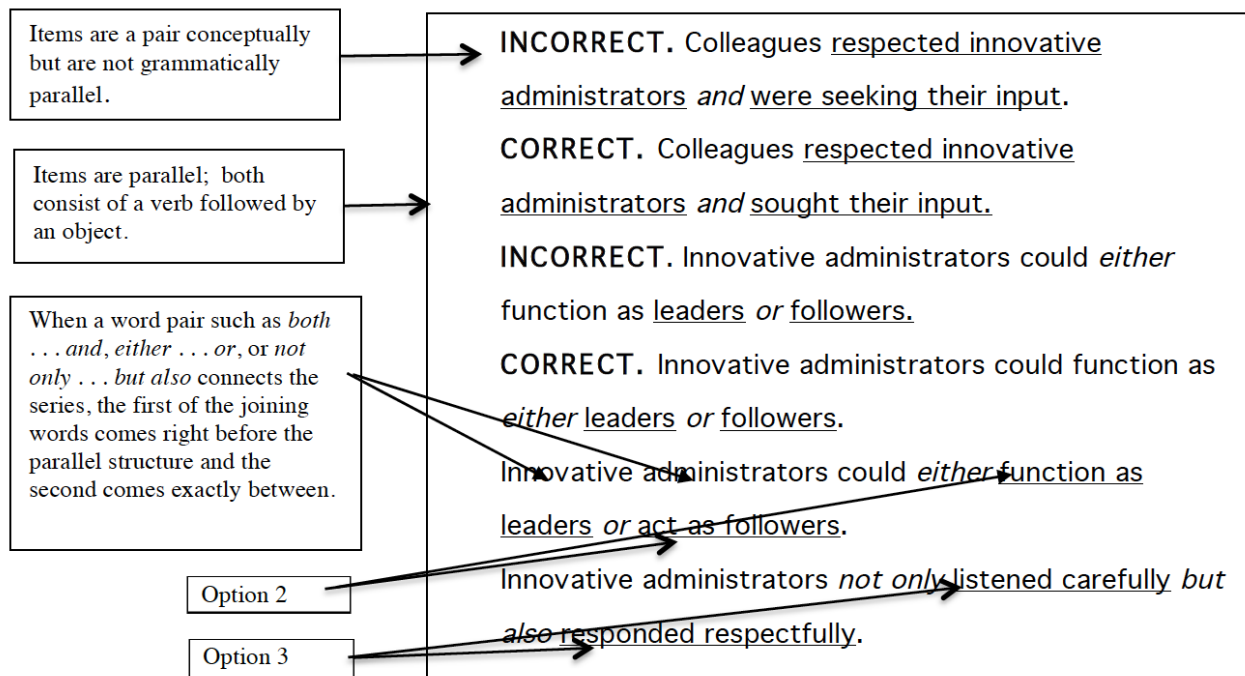 Items are a pair conceptually
but are not grammatically
parallel.
Items are parallel; both
consist of a verb followed by
an object.
When a word pair such as both
. . . and, either . . . or, or not
only . . . but also connects the
series, the first of the joining
words comes right before the
parallel structure and the
second comes exactly between.
Option 2
Option 3
INCORRECT. Colleagues respected innovative
administrators and were seeking their input.
CORRECT. Colleagues respected innovative
administrators and sought their input.
INCORRECT. Innovative administrators could either
function as leaders or followers.
CORRECT. Innovative administrators could function as
either leaders or followers.
Innovative administrators could either function as
leaders or act as followers.
Innovative administrators not only listened carefully but
also responded respectfully.